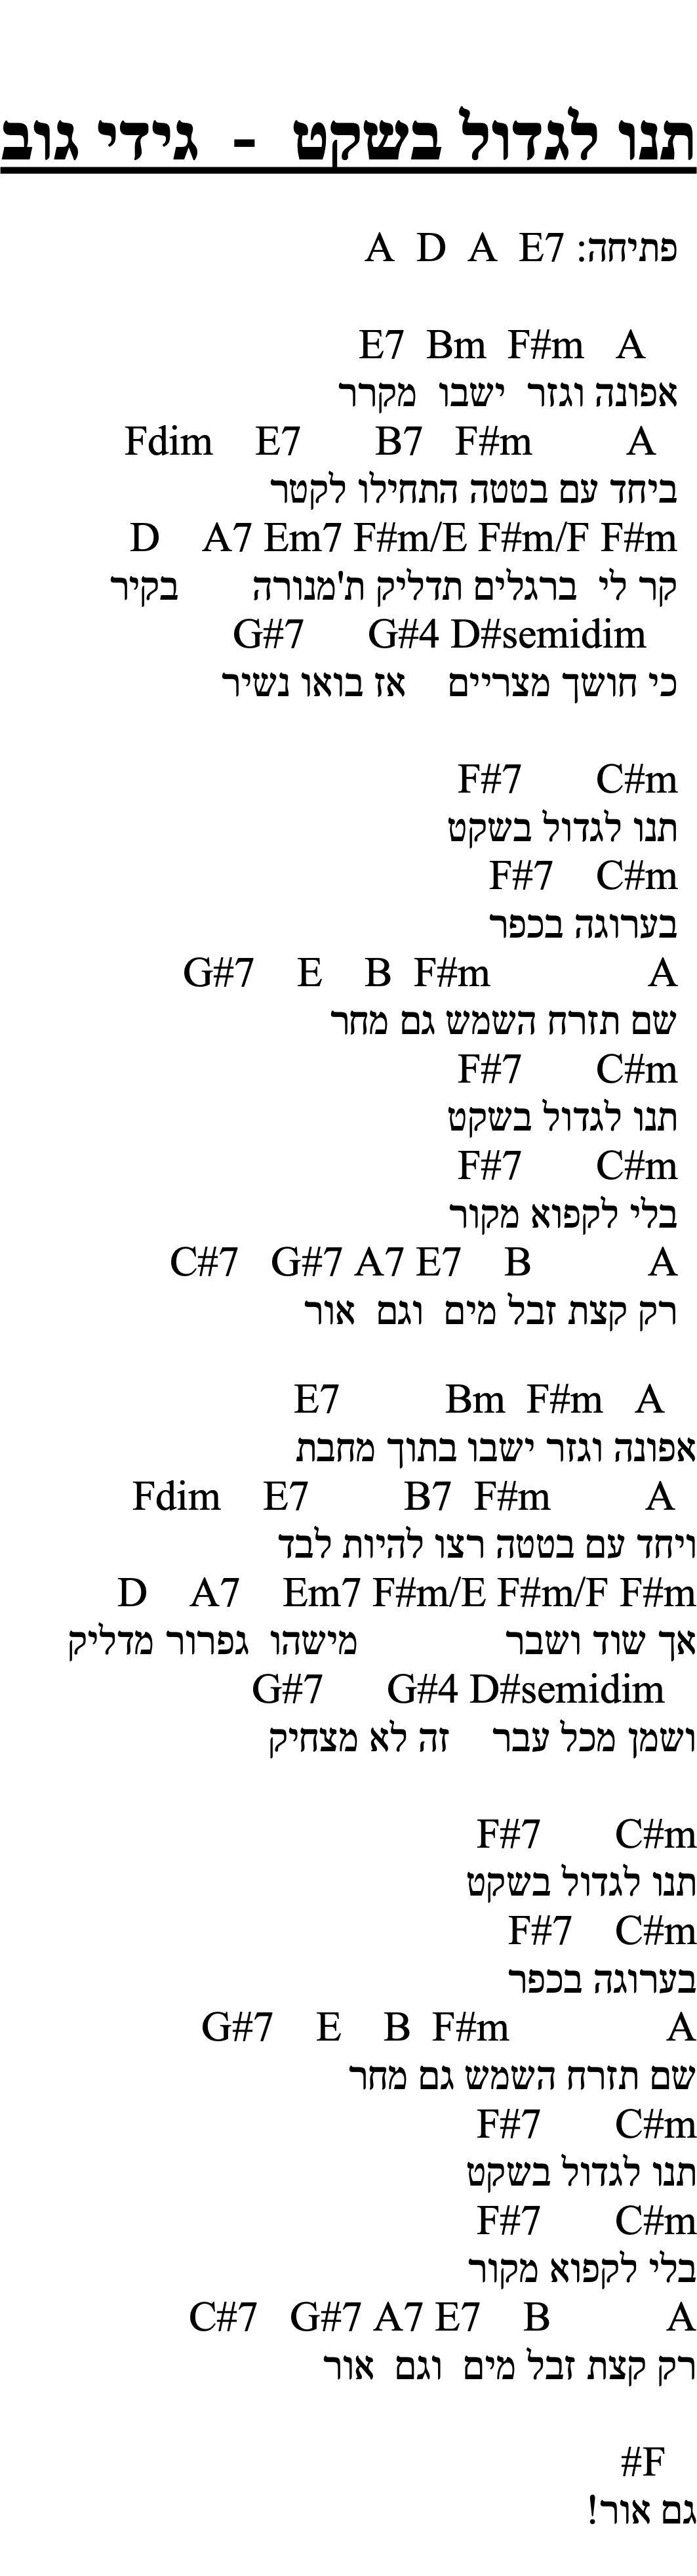 תנו לגדול בשקט - גידי גוב
פתיחה: A D A E7
E7 Bm F#m A
אפונה וגזר ישבו מקרר
Fdim E7 B7 F#m A
ביחד עם בטטה התחילו לקטר
D A7 Em7 F#m/E F#m/F F#m
קר לי ברגלים תדליק ת'מנורה בקיר
G#7 G#4 D#semidim
כי חושך מצריים אז בואו נשיר
F#7 C#m
תנו לגדול בשקט
F#7 C#m
בערוגה בכפר
G#7 E B F#m A
שם תזרח השמש גם מחר
F#7 C#m
תנו לגדול בשקט
F#7 C#m
בלי לקפוא מקור
C#7 G#7 A7 E7 B A
רק קצת זבל מים וגם אור
E7 Bm F#m A
אפונה וגזר ישבו בתוך מחבת
Fdim E7 B7 F#m A
ויחד עם בטטה רצו להיות לבד
D A7 Em7 F#m/E F#m/F F#m
אך שוד ושבר מישהו גפרור מדליק
G#7 G#4 D#semidim
ושמן מכל עבר זה לא מצחיק
F#7 C#m
תנו לגדול בשקט
F#7 C#m
בערוגה בכפר
G#7 E B F#m A
שם תזרח השמש גם מחר
F#7 C#m
תנו לגדול בשקט
F#7 C#m
בלי לקפוא מקור
C#7 G#7 A7 E7 B A
רק קצת זבל מים וגם אור
#F
גם אור!